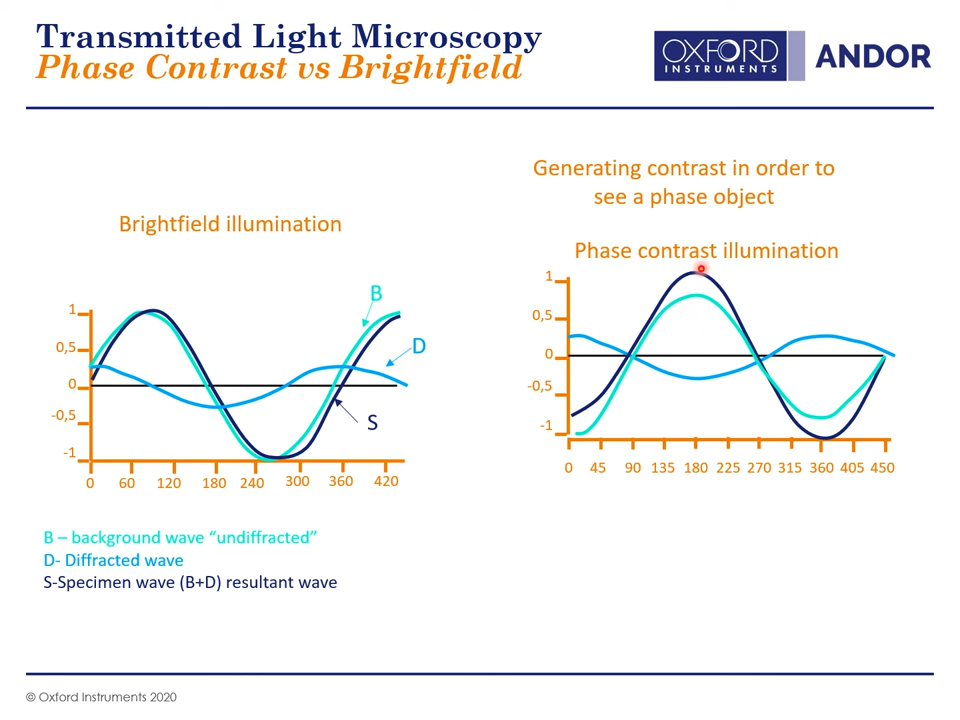 Transmitted Light Microscopy
Phase Contrast vs Brightfield
OXFORD
INSTRUMENTS
ANDOR
Generating contrast in order to
see a phase object
Brightfield illumination
Phase contrast illumination
B
D
S
1
0,5
0
-0,5
-1
0 60 120 180 240 300 360 420
1
0,5
0
-0,5
-1
0 45 90 135 180 225 270 315 360 405 450
B – background wave “undiffracted”
D- Diffracted wave
S-Specimen wave (B+D) resultant wave
© Oxford Instruments 2020